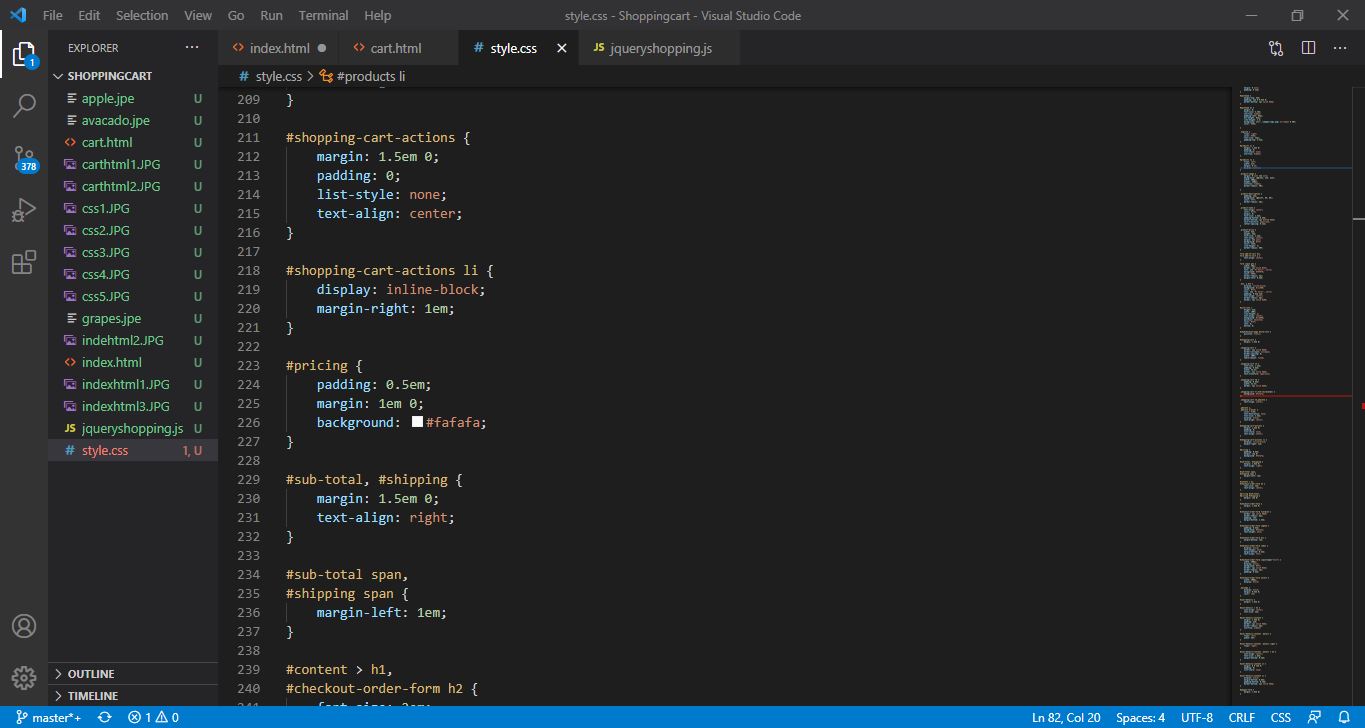 File Edit Selection View Go Run Terminal Help style.css - Shoppingcart - Visual Studio Code
EXPLORER ··· index.html cart.html # style.css JS jqueryshopping.js ···
1
SHOPPINGCART
# style.css > #products li
apple.jpe U
avacado.jpe U
cart.html U
carthtml1.JPG U
378
carthtml2.JPG U
css1.JPG U
css2.JPG U
css3.JPG U
css4.JPG U
css5.JPG U
grapes.jpe U
indehtml2.JPG U
index.html U
indexhtml1.JPG U
indexhtml3.JPG U
JS jqueryshopping.js U
# style.css 1, U
OUTLINE
TIMELINE
209 }
210
211 #shopping-cart-actions {
212 margin: 1.5em 0;
213 padding: 0;
214 list-style: none;
215 text-align: center;
216 }
217
218 #shopping-cart-actions li {
219 display: inline-block;
220 margin-right: 1em;
221 }
222
223 #pricing {
224 padding: 0.5em;
225 margin: 1em 0;
226 background: #fafafa;
227 }
228
229 #sub-total, #shipping {
230 margin: 1.5em 0;
231 text-align: right;
232 }
233
234 #sub-total span,
235 #shipping span {
236 margin-left: 1em;
237 }
238
239 #content > h1,
240 #checkout-order-form h2 {
master*+ 1 0 Ln 82, Col 20 Spaces: 4 UTF-8 CRLF CSS